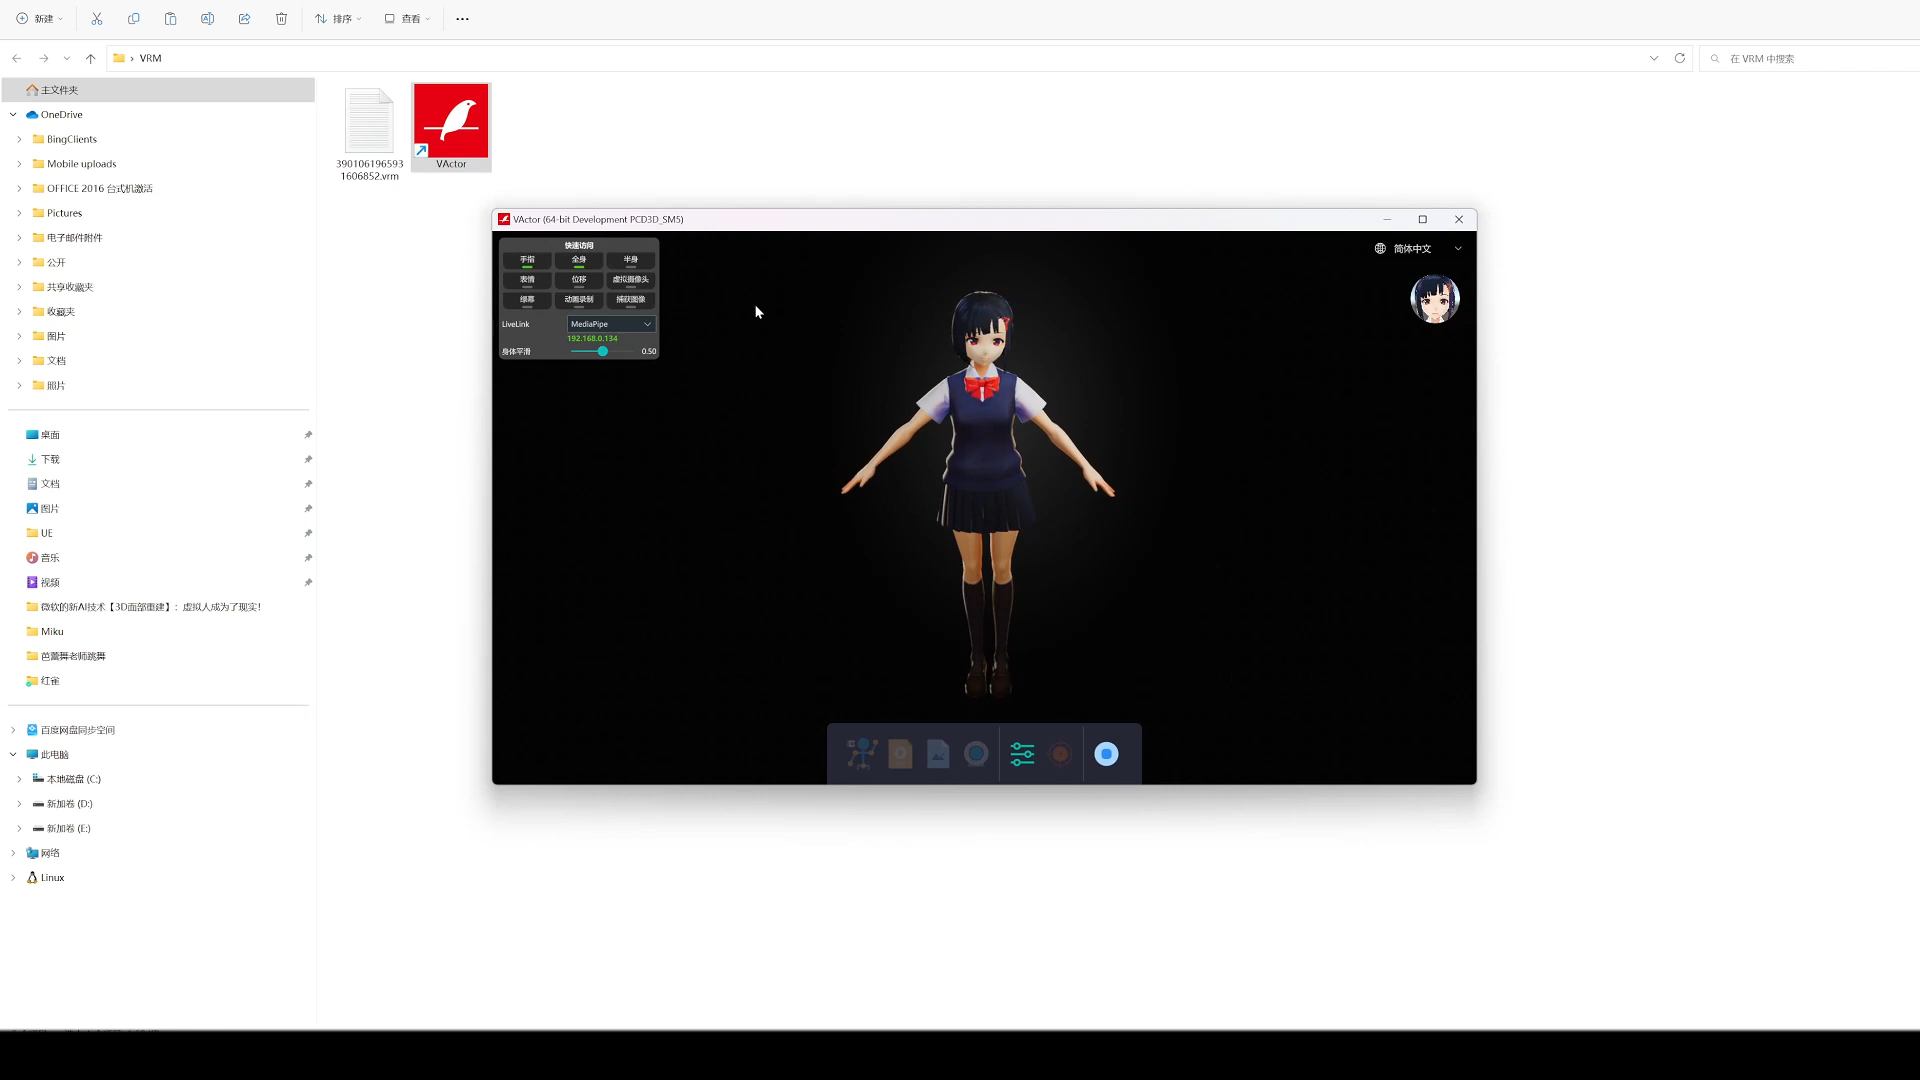 新建
排序
查看
VRM
在 VRM 中搜索
主文件夹
OneDrive
BingClients
Mobile uploads
OFFICE 2016 台式机激活
Pictures
电子邮件附件
公开
共享收藏夹
收藏夹
图片
文档
照片
桌面
下载
文档
图片
UE
音乐
视频
微软的新AI技术【3D面部重建】：虚拟人成为了现实!
Miku
芭蕾舞老师跳舞
红雀
百度网盘同步空间
此电脑
本地磁盘 (C:)
新加卷 (D:)
新加卷 (E:)
网络
Linux
390106196593
1606852.vrm
VActor
VActor (64-bit Development PCD3D_SM5)
快速访问
手指 全身 半身
表情 位移 虚拟摄像头
绿幕 动画录制 捕获图像
LiveLink MediaPipe
192.168.0.134
身体平滑 0.50
简体中文